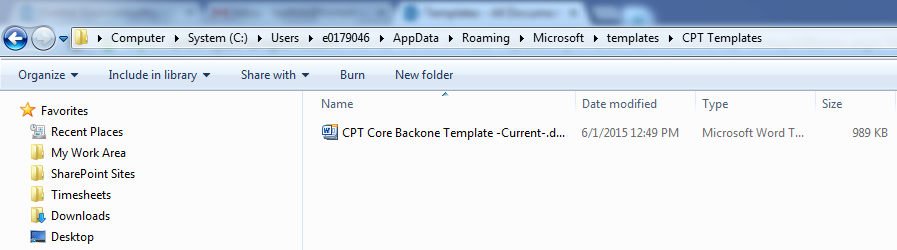 Computer System (C:) Users e0179046 AppData Roaming Microsoft templates CPT Templates
Organize Include in library Share with Burn New folder
Favorites
Recent Places
My Work Area
SharePoint Sites
Timesheets
Downloads
Desktop
Name Date modified Type Size
CPT Core Backone Template -Current-.d... 6/1/2015 12:49 PM Microsoft Word T... 989 KB